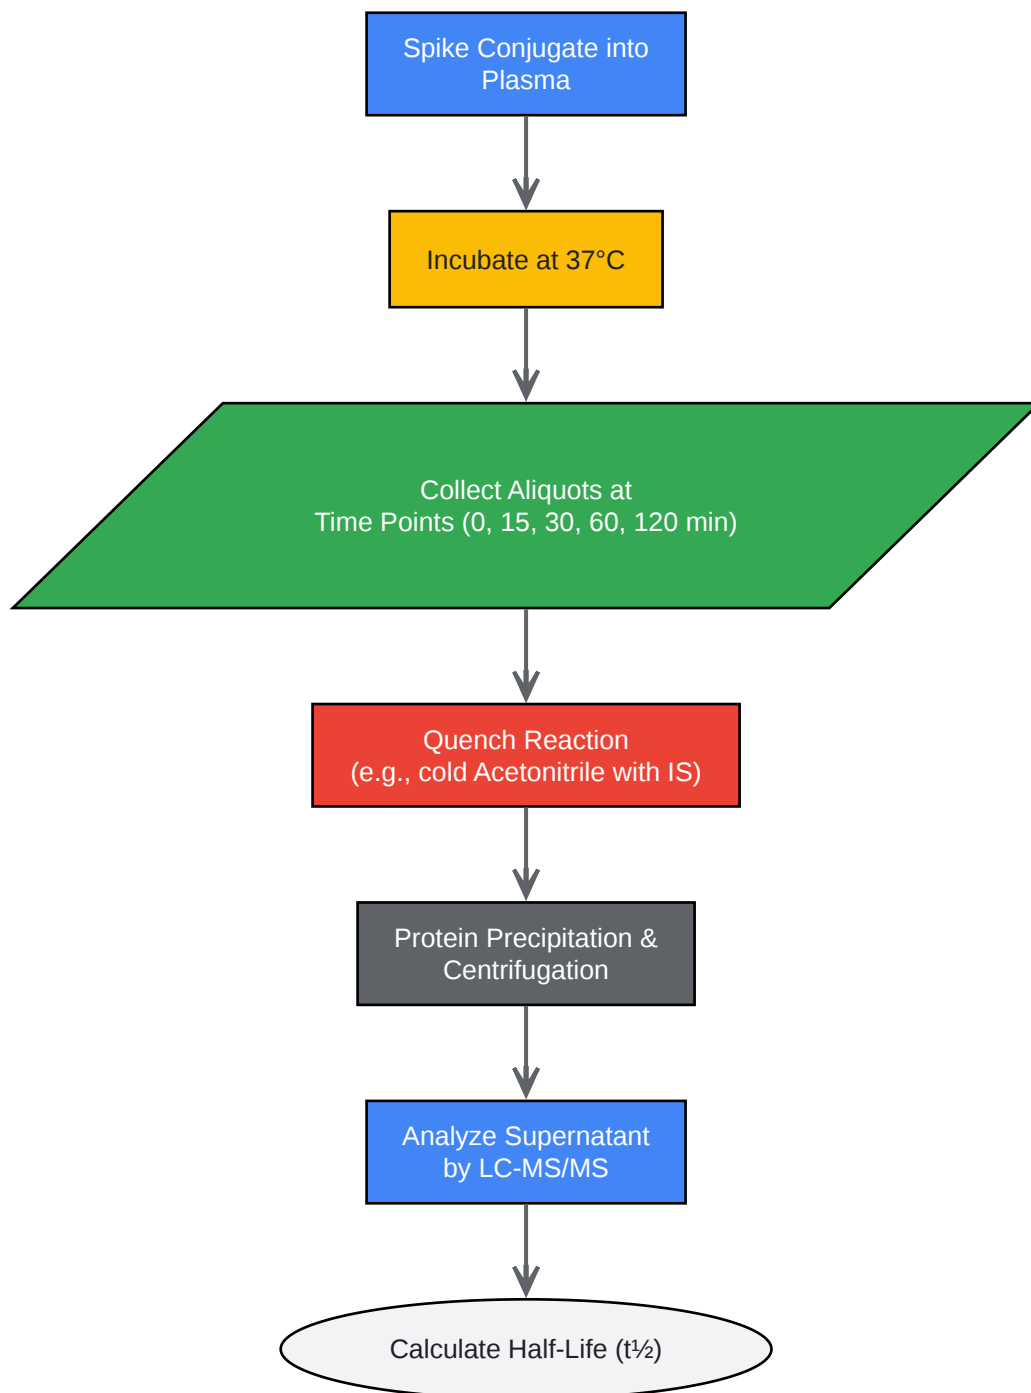 Spike Conjugate into
Plasma
Incubate at 37°C
Collect Aliquots at
Time Points (0, 15, 30, 60, 120 min)
Quench Reaction
(e.g., cold Acetonitrile with IS)
Protein Precipitation &
Centrifugation
Analyze Supernatant
by LC-MS/MS
Calculate Half-Life (t½)